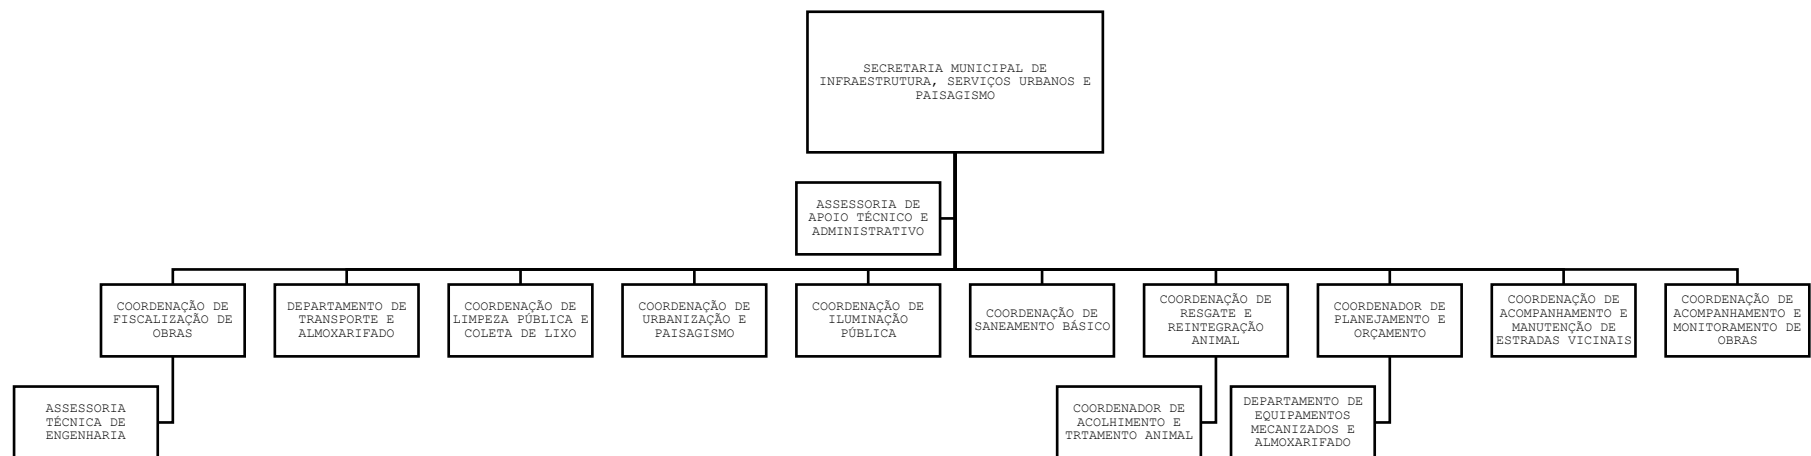 SECRETARIA MUNICIPAL DE
INFRAESTRUTURA, SERVIÇOS URBANOS E
PAISAGISMO
ASSESSORIA DE
APOIO TÉCNICO E
ADMINISTRATIVO
COORDENAÇÃO DE
FISCALIZAÇÃO DE
OBRAS
DEPARTAMENTO DE
TRANSPORTE E
ALMOXARIFADO
COORDENAÇÃO DE
LIMPEZA PÚBLICA E
COLETA DE LIXO
COORDENAÇÃO DE
URBANIZAÇÃO E
PAISAGISMO
COORDENAÇÃO DE
ILUMINAÇÃO
PÚBLICA
COORDENAÇÃO DE
SANEAMENTO BÁSICO
COORDENAÇÃO DE
RESGATE E
REINTEGRAÇÃO
ANIMAL
COORDENADOR DE
PLANEJAMENTO E
ORÇAMENTO
COORDENAÇÃO DE
ACOMPANHAMENTO E
MANUTENÇÃO DE
ESTRADAS VICINAIS
COORDENAÇÃO DE
ACOMPANHAMENTO E
MONITORAMENTO DE
OBRAS
ASSESSORIA
TÉCNICA DE
ENGENHARIA
COORDENADOR DE
ACOLHIMENTO E
TRTAMENTO ANIMAL
DEPARTAMENTO DE
EQUIPAMENTOS
MECANIZADOS E
ALMOXARIFADO